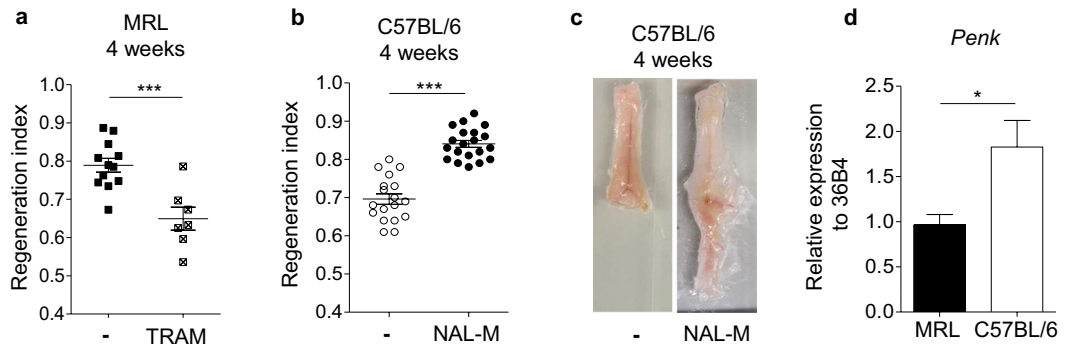 a
MRL
4 weeks
***
Regeneration index
1.0
0.9
0.8
0.7
0.6
0.5
0.4
-
TRAM
b
C57BL/6
4 weeks
***
Regeneration index
1.0
0.9
0.8
0.7
0.6
0.5
0.4
-
NAL-M
c
C57BL/6
4 weeks
-
NAL-M
d
Penk
*
Relative expression
to 36B4
2.5
2.0
1.5
1.0
0.5
0.0
MRL
C57BL/6